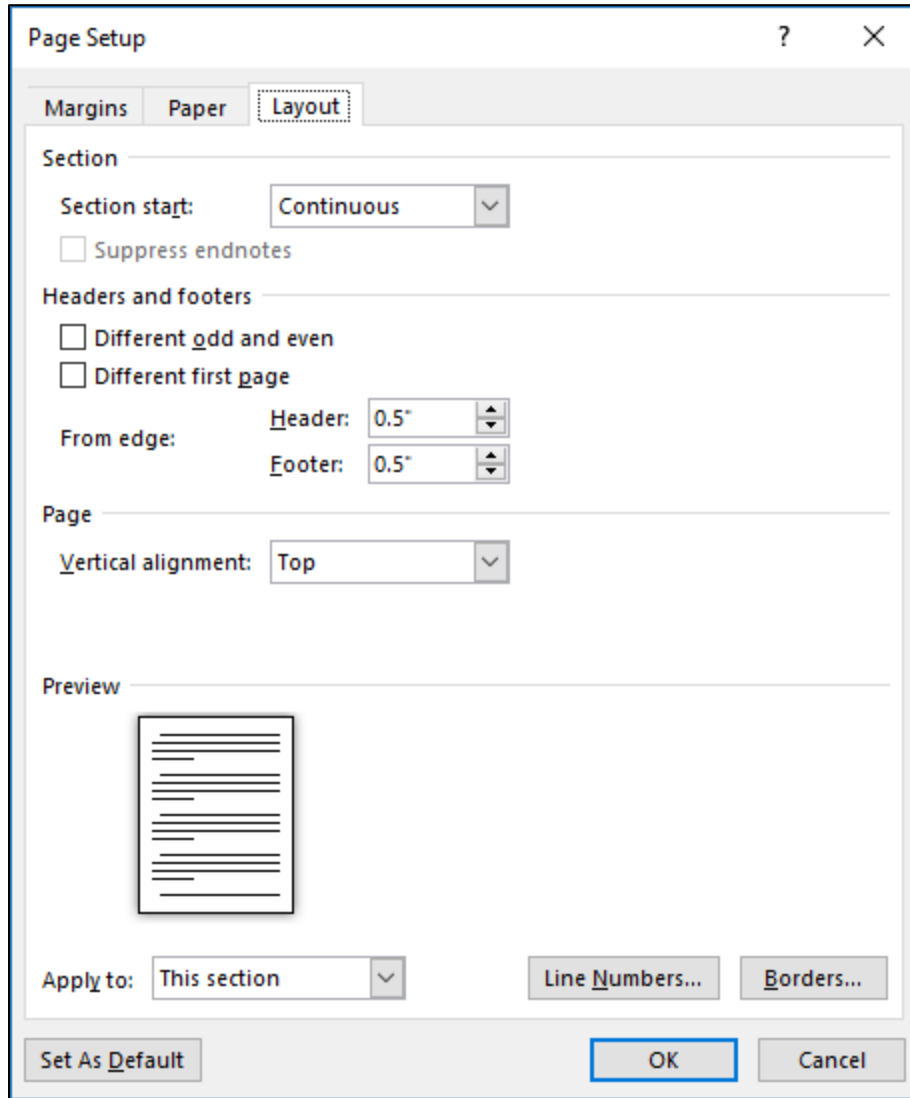 Page Setup ?
Margins Paper Layout
Section
Section start: Continuous
Suppress endnotes
Headers and footers
Different odd and even
Different first page
From edge:
Header: 0.5"
Footer: 0.5"
Page
Vertical alignment: Top
Preview
Apply to: This section Line Numbers... Borders...
Set As Default OK Cancel